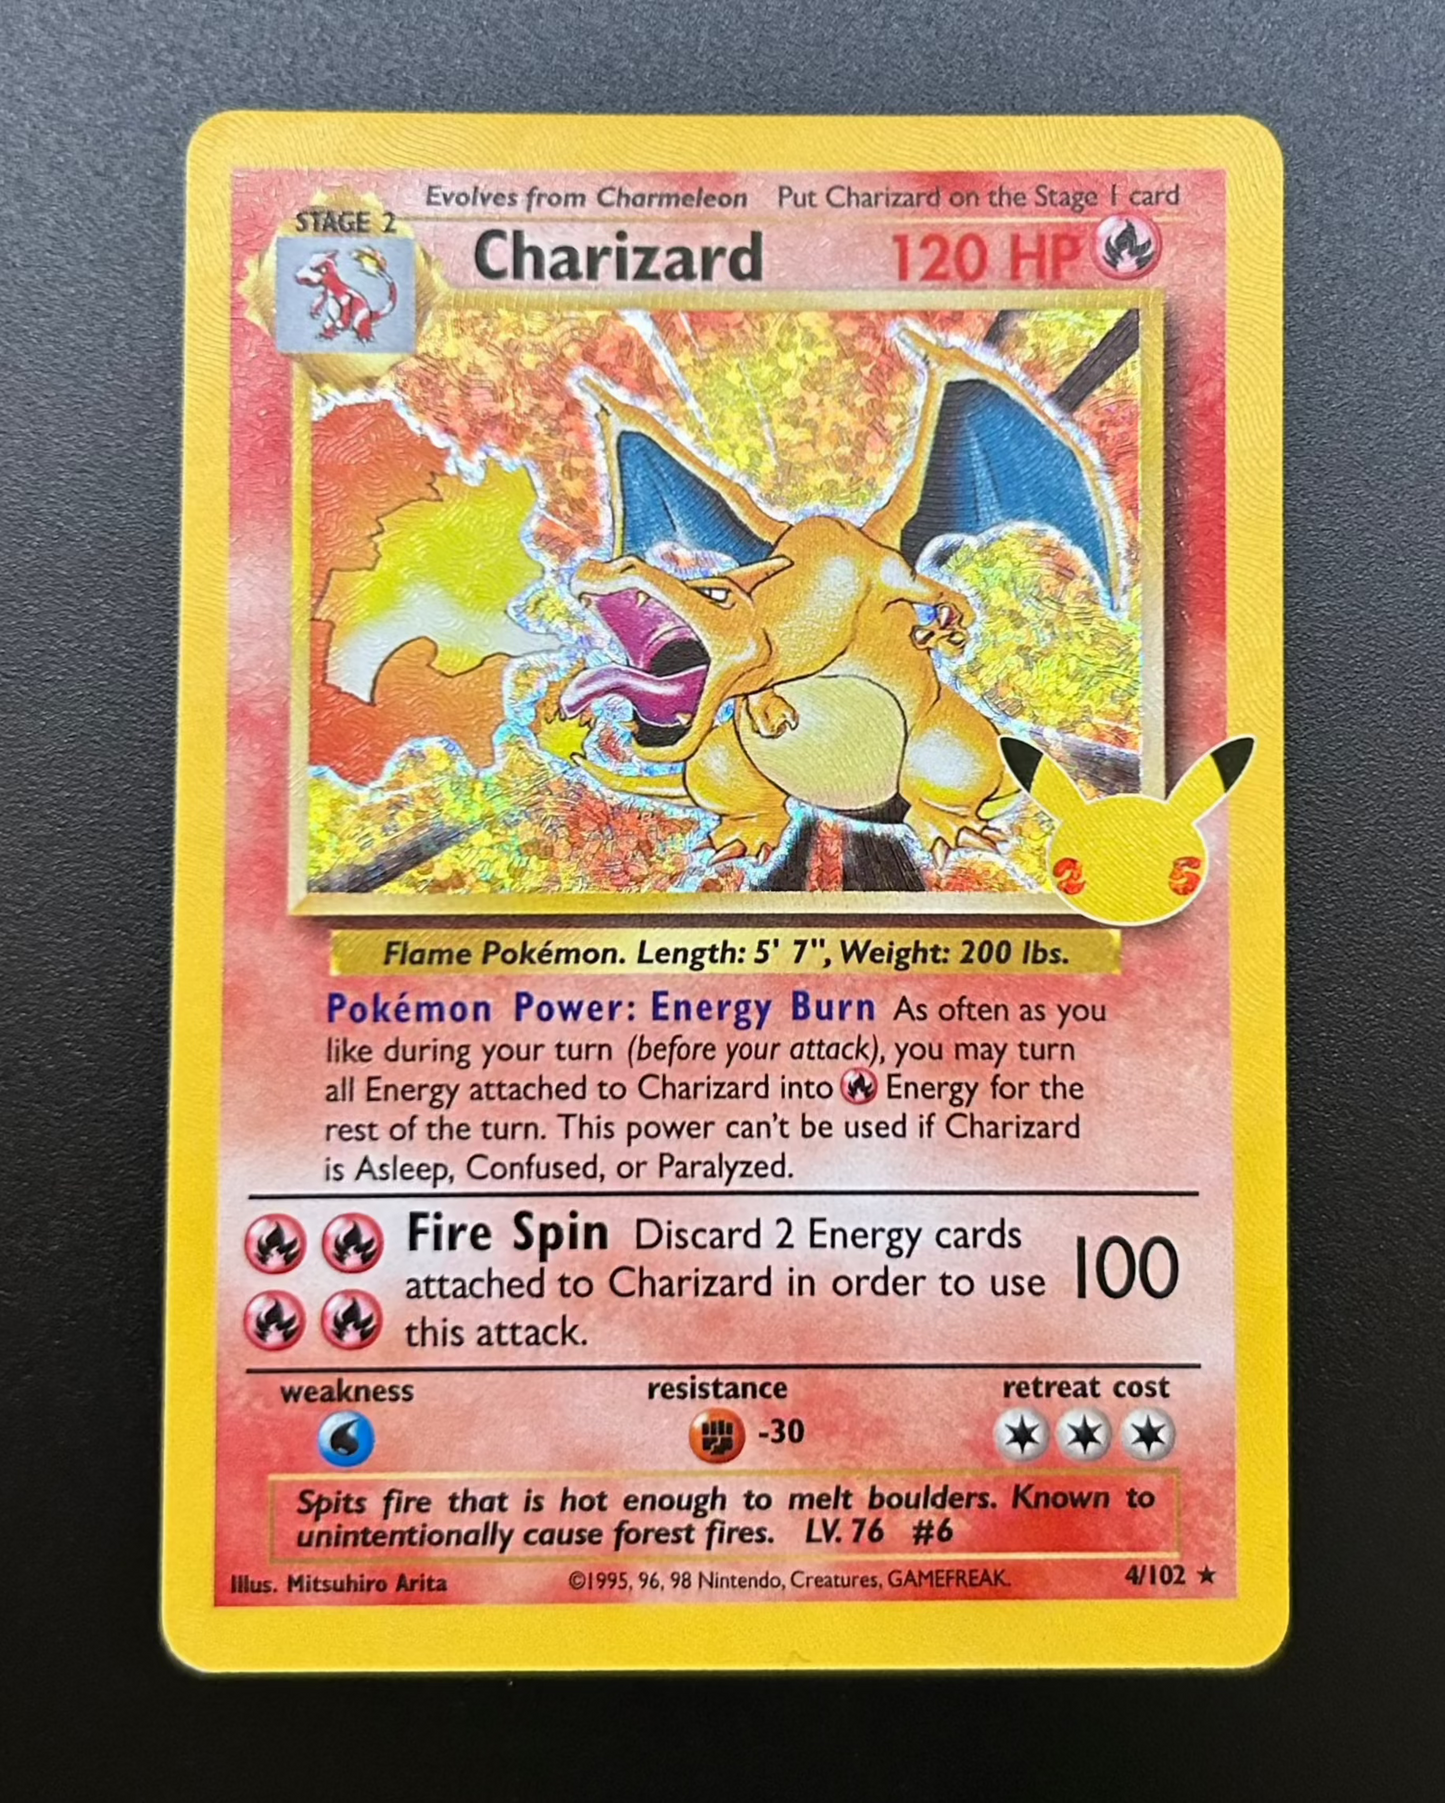 Evolves from Charmeleon Put Charizard on the Stage 1 card
STAGE 2
Charizard 120 HP
2 5
Flame Pokémon. Length: 5' 7", Weight: 200 lbs.
Pokémon Power: Energy Burn As often as you
like during your turn (before your attack), you may turn
all Energy attached to Charizard into Energy for the
rest of the turn. This power can't be used if Charizard
is Asleep, Confused, or Paralyzed.
Fire Spin Discard 2 Energy cards
attached to Charizard in order to use
this attack.
100
weakness resistance retreat cost
-30
Spits fire that is hot enough to melt boulders. Known to
unintentionally cause forest fires. LV. 76 #6
Illus. Mitsuhiro Arita ©1995, 96, 98 Nintendo, Creatures, GAMEFREAK. 4/102 ★